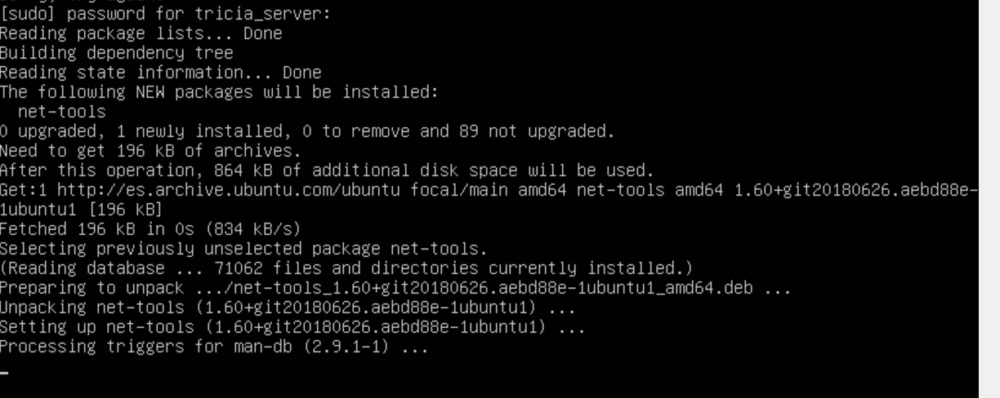 [sudo] password for tricia_server:
Reading package lists... Done
Building dependency tree
Reading state information... Done
The following NEW packages will be installed:
  net-tools
0 upgraded, 1 newly installed, 0 to remove and 89 not upgraded.
Need to get 196 kB of archives.
After this operation, 864 kB of additional disk space will be used.
Get:1 http://es.archive.ubuntu.com/ubuntu focal/main amd64 net-tools amd64 1.60+git20180626.aebd88e-
1ubuntu1 [196 kB]
Fetched 196 kB in 0s (834 kB/s)
Selecting previously unselected package net-tools.
(Reading database ... 71062 files and directories currently installed.)
Preparing to unpack .../net-tools_1.60+git20180626.aebd88e-1ubuntu1_amd64.deb ...
Unpacking net-tools (1.60+git20180626.aebd88e-1ubuntu1) ...
Setting up net-tools (1.60+git20180626.aebd88e-1ubuntu1) ...
Processing triggers for man-db (2.9.1-1) ...